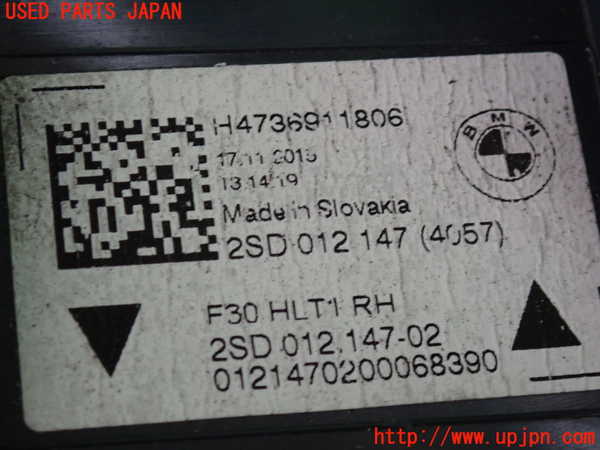 USED PARTS JAPAN
H4736911806
BMW
17.11.2015
13:14:19
Made in Slovakia
2SD 012 147 (4057)
F30 HLT1 RH
2SD 012.147-02
0121470200068390
http://www.upjpn.com/